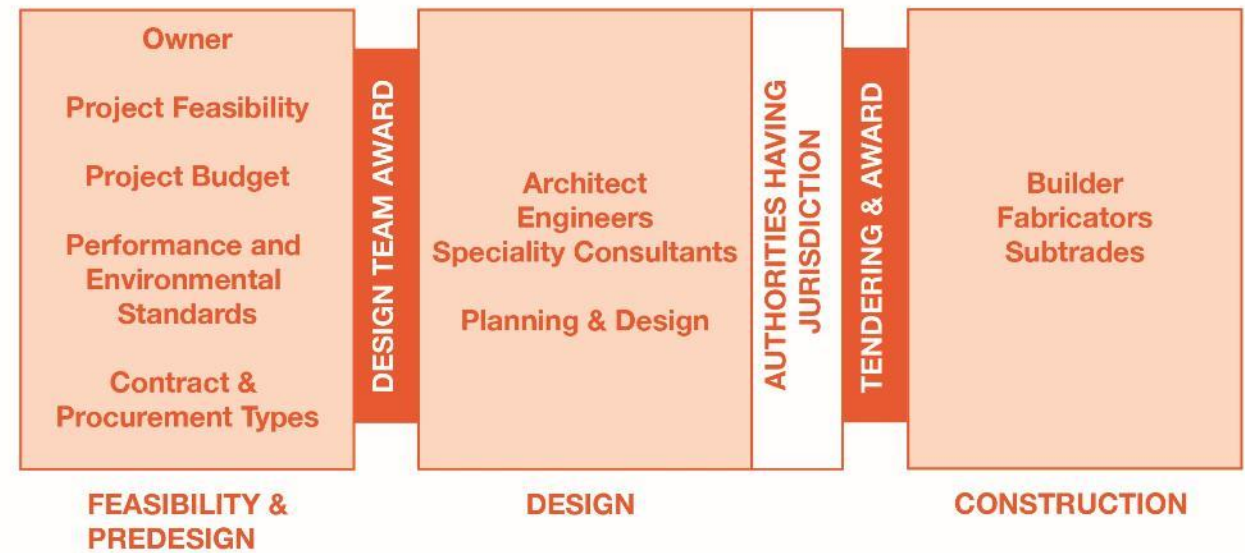 Owner
Project Feasibility
Project Budget
Performance and
Environmental
Standards
Contract &
Procurement Types
FEASIBILITY &
PREDESIGN
DESIGN TEAM AWARD
Architect
Engineers
Speciality Consultants
Planning & Design
DESIGN
AUTHORITIES HAVING
JURISDICTION
TENDERING & AWARD
Builder
Fabricators
Subtrades
CONSTRUCTION